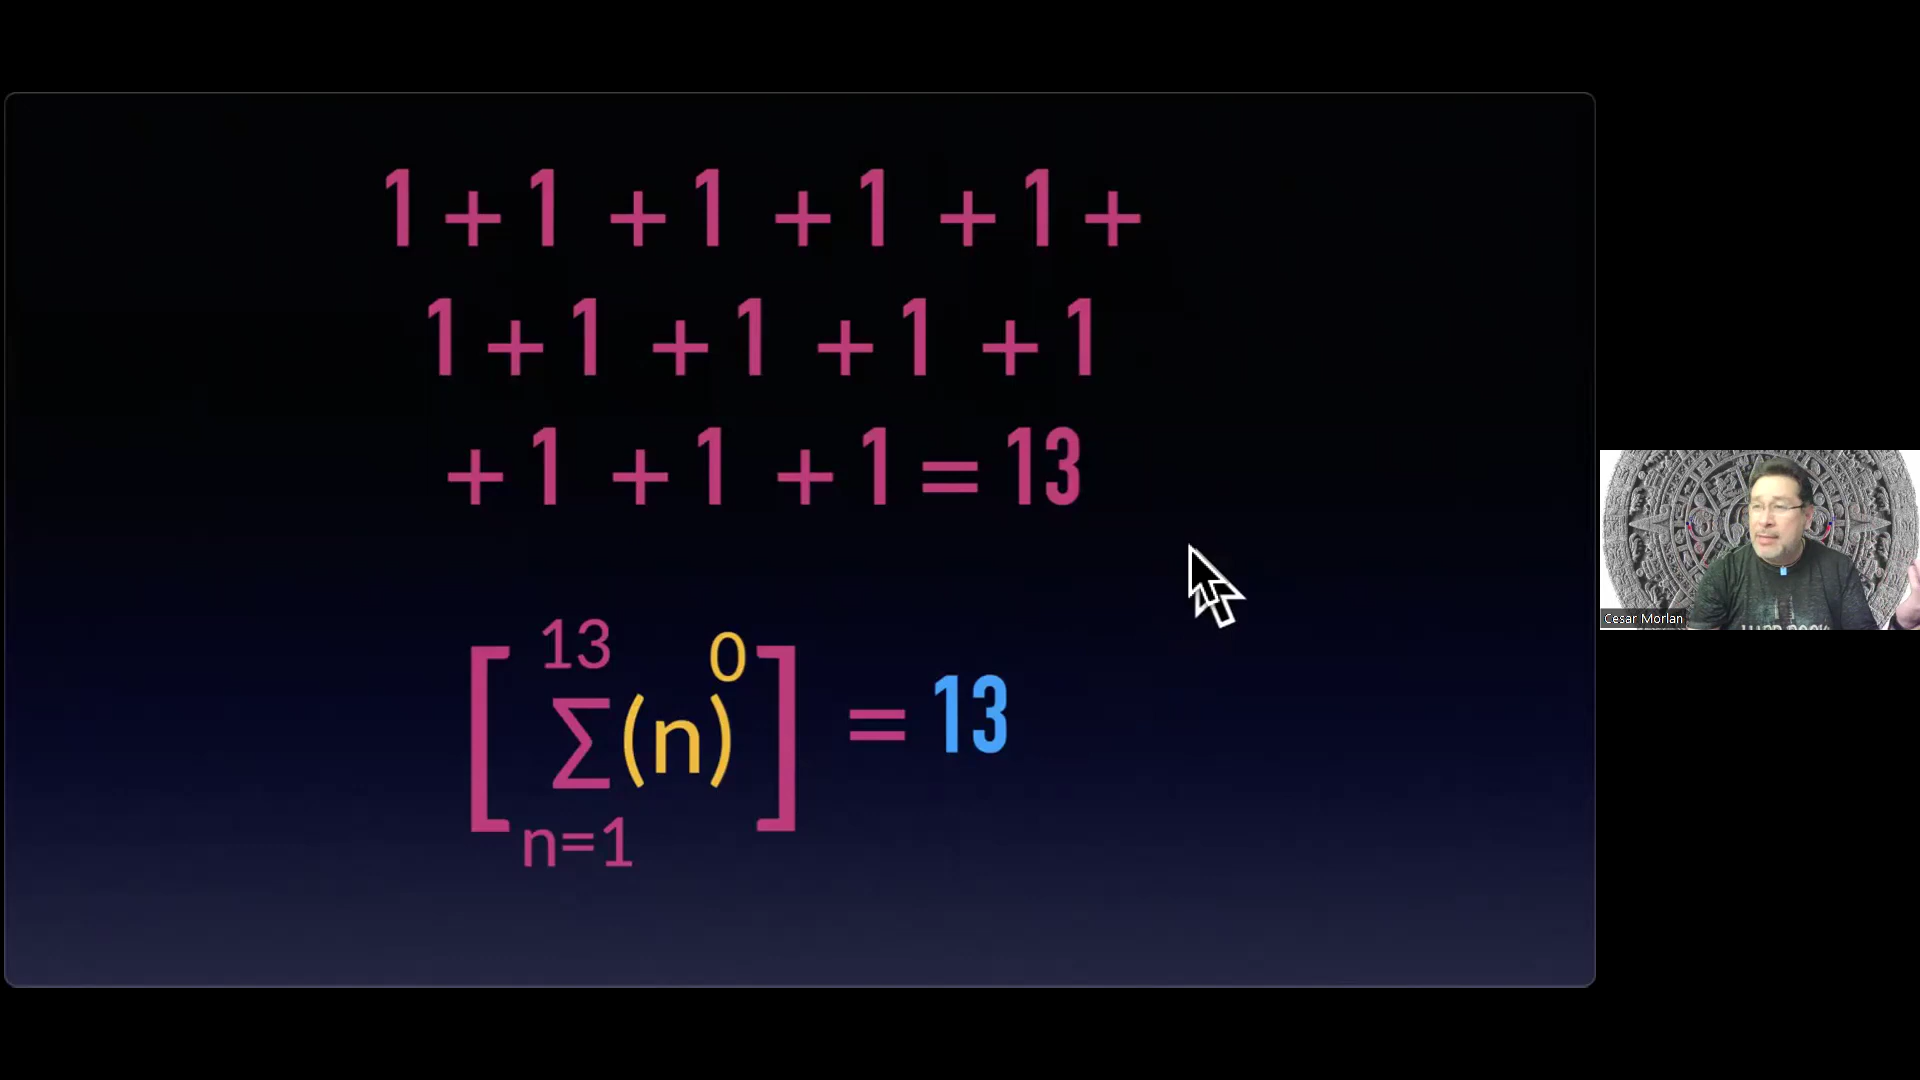 1 + 1 + 1 + 1 + 1 +
1 + 1 + 1 + 1 + 1
+ 1 + 1 + 1 = 13
13
[ Σ (n)⁰ ] = 13
n=1
Cesar Morlan